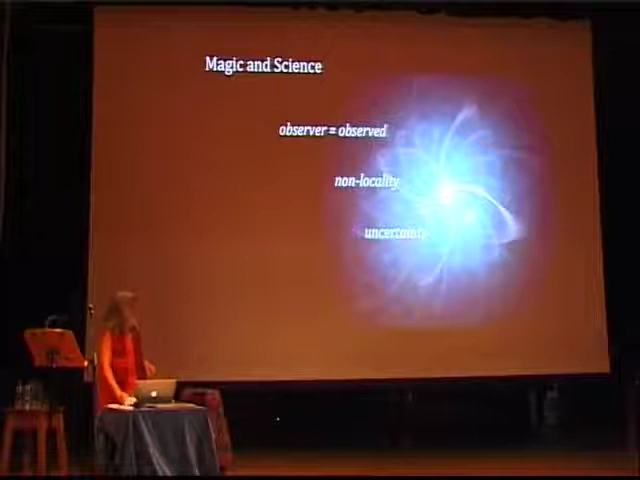 Magic and Science
observer = observed
non-locality
uncertainty